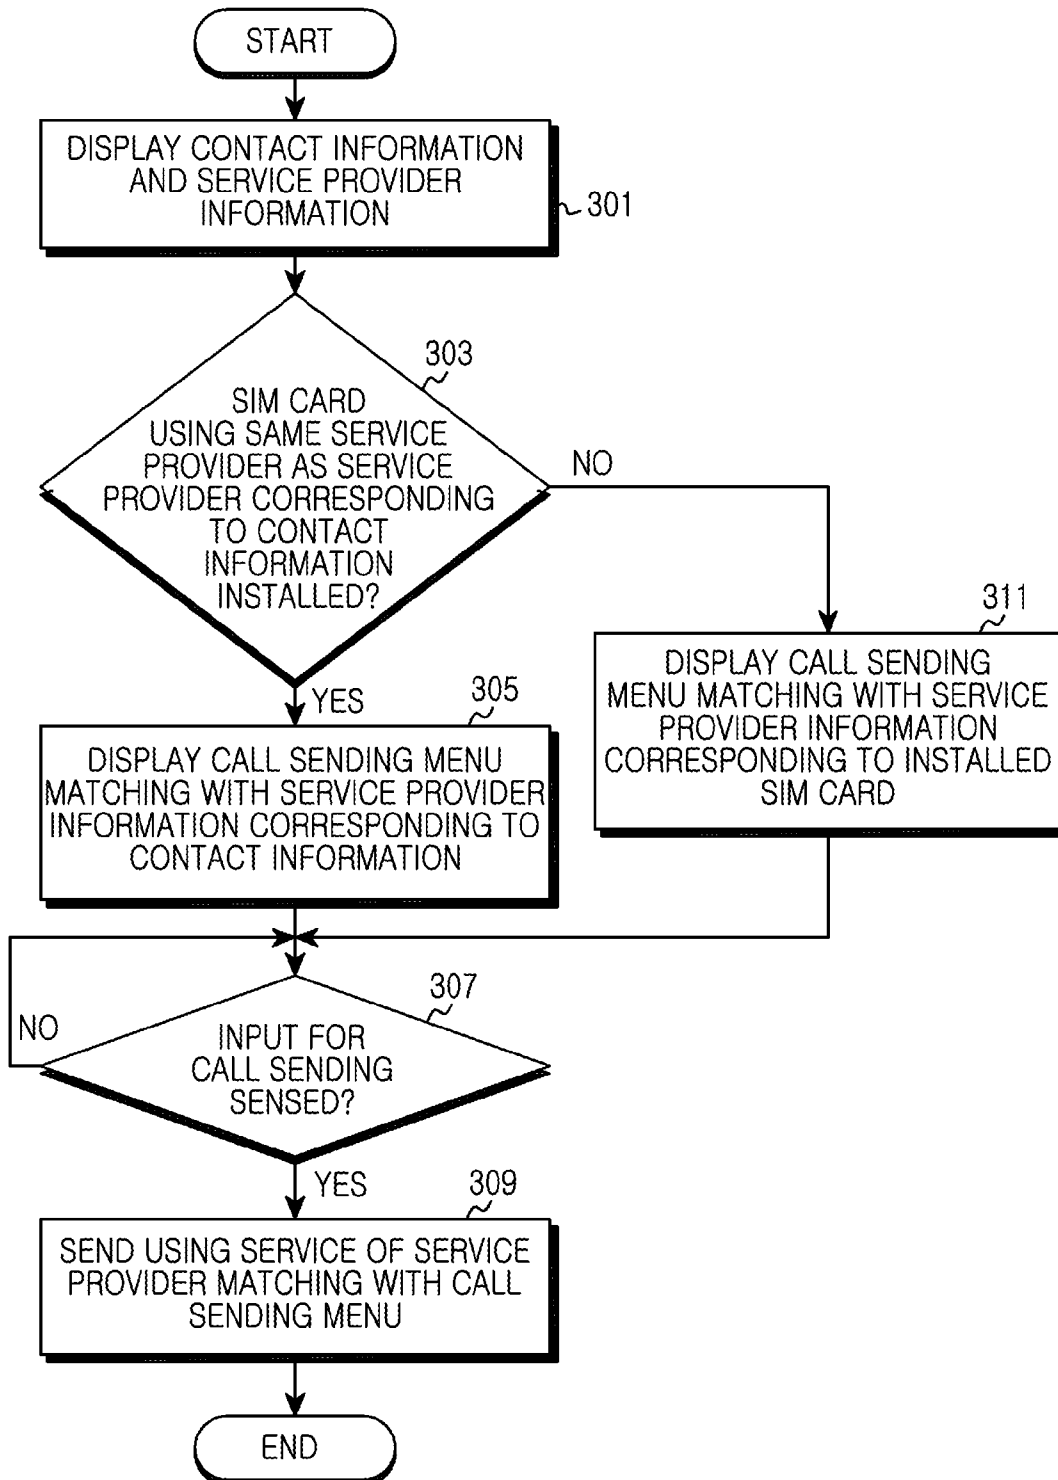 START
DISPLAY CONTACT INFORMATION
AND SERVICE PROVIDER
INFORMATION
301
303
SIM CARD
USING SAME SERVICE
PROVIDER AS SERVICE
PROVIDER CORRESPONDING
TO CONTACT
INFORMATION
INSTALLED?
NO
YES
305
DISPLAY CALL SENDING MENU
MATCHING WITH SERVICE PROVIDER
INFORMATION CORRESPONDING TO
CONTACT INFORMATION
311
DISPLAY CALL SENDING
MENU MATCHING WITH SERVICE
PROVIDER INFORMATION
CORRESPONDING TO INSTALLED
SIM CARD
307
INPUT FOR
CALL SENDING
SENSED?
NO
YES
309
SEND USING SERVICE OF SERVICE
PROVIDER MATCHING WITH CALL
SENDING MENU
END